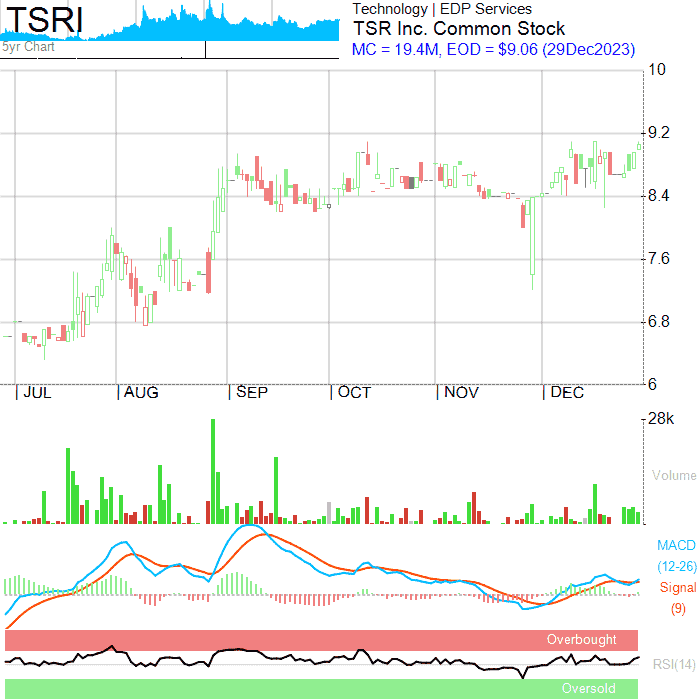 TSRI
5yr Chart
Technology | EDP Services
TSR Inc. Common Stock
MC = 19.4M, EOD = $9.06 (29Dec2023)
10
9.2
8.4
7.6
6.8
6
JUL
AUG
SEP
OCT
NOV
DEC
28k
Volume
MACD
(12-26)
Signal
(9)
Overbought
RSI(14)
Oversold